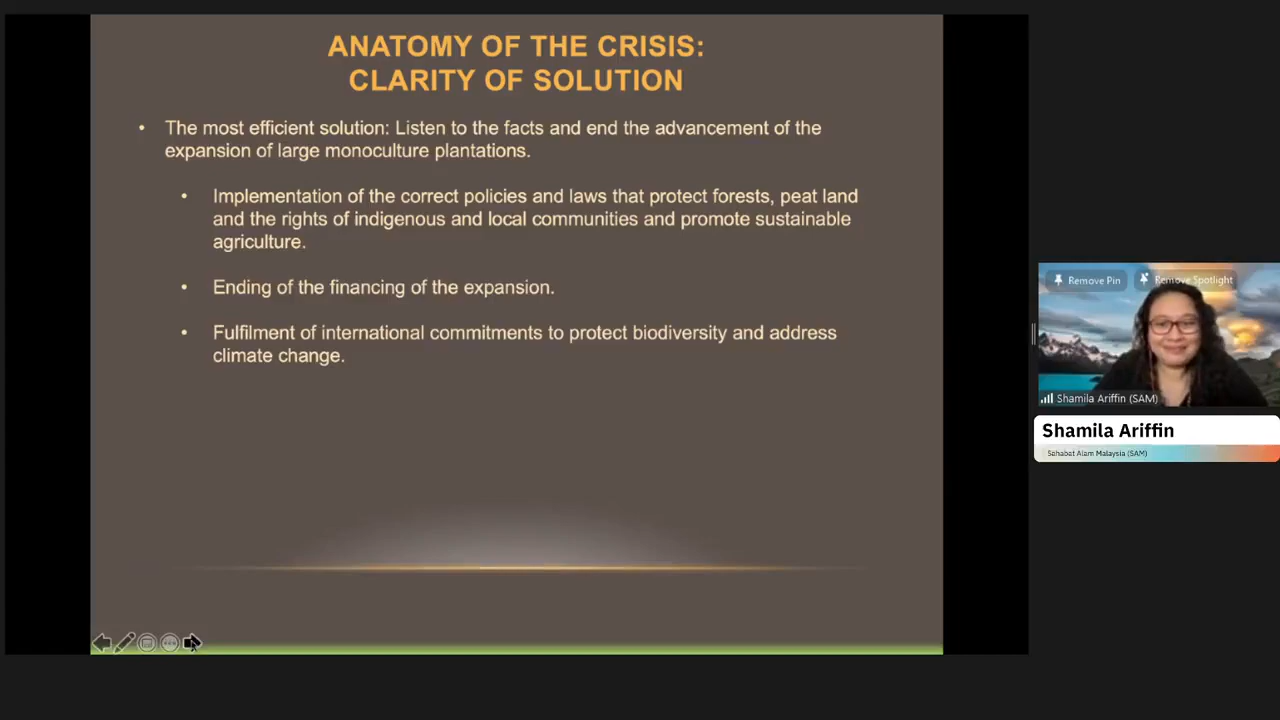 ANATOMY OF THE CRISIS:
CLARITY OF SOLUTION
• The most efficient solution: Listen to the facts and end the advancement of the
expansion of large monoculture plantations.
• Implementation of the correct policies and laws that protect forests, peat land
and the rights of indigenous and local communities and promote sustainable
agriculture.
• Ending of the financing of the expansion.
• Fulfilment of international commitments to protect biodiversity and address
climate change.
Remove Pin
Remove Spotlight
Shamila Ariffin (SAM)
Shamila Ariffin
Sahabat Alam Malaysia (SAM)